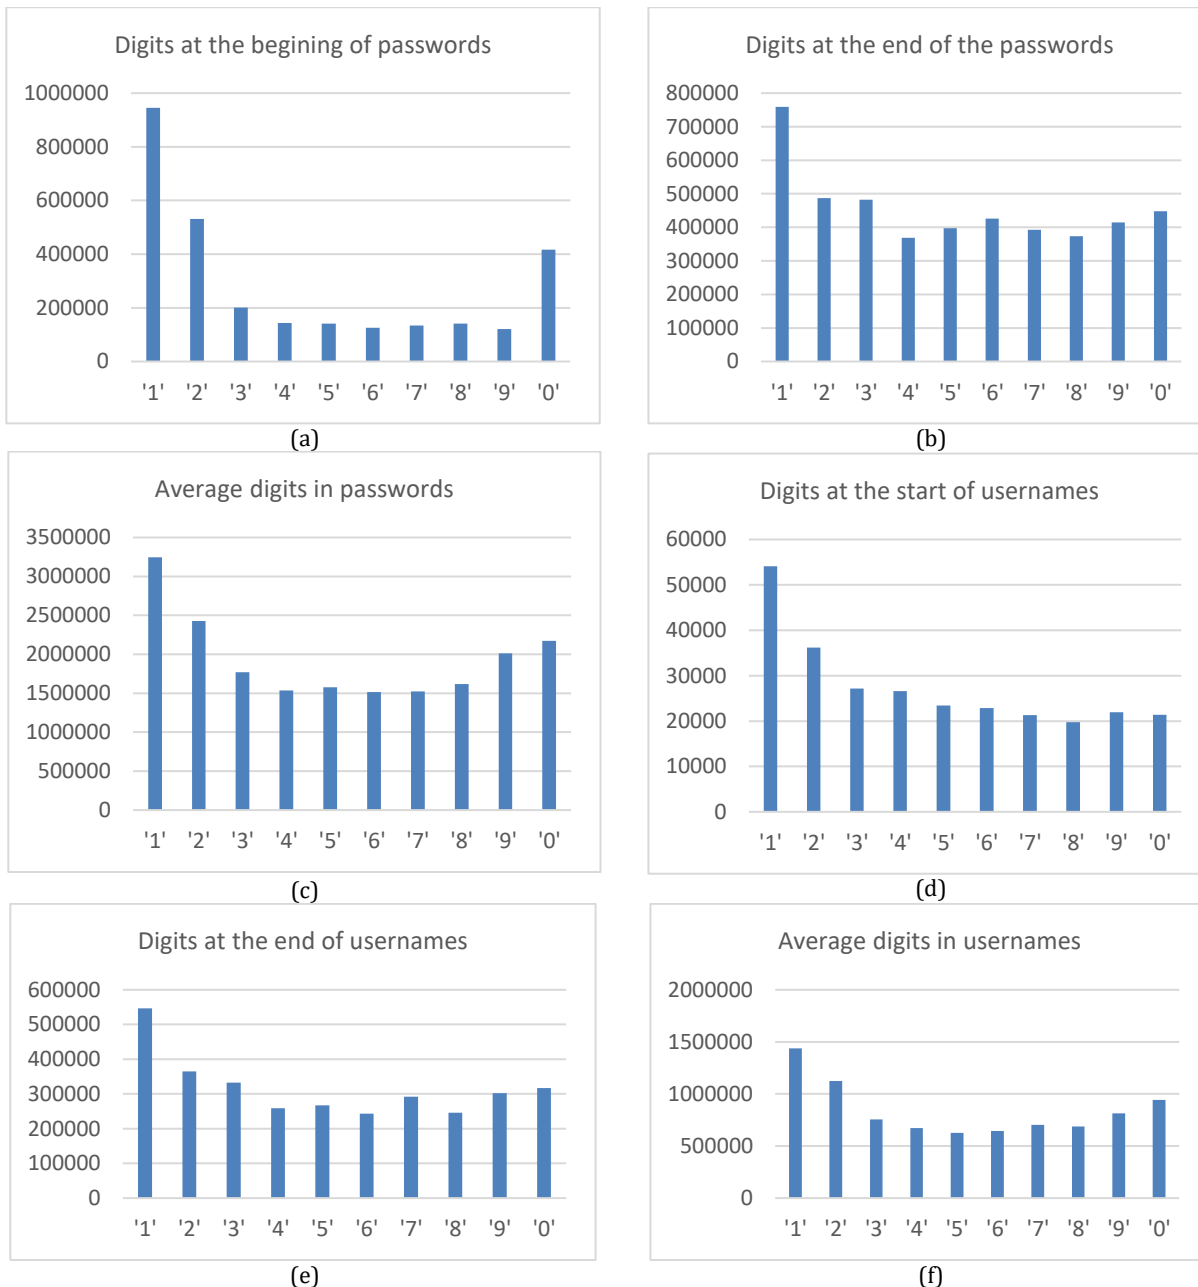 Digits at the begining of passwords
1000000
800000
600000
400000
200000
0
'1' '2' '3' '4' '5' '6' '7' '8' '9' '0'
(a)
Digits at the end of the passwords
800000
700000
600000
500000
400000
300000
200000
100000
0
'1' '2' '3' '4' '5' '6' '7' '8' '9' '0'
(b)
Average digits in passwords
3500000
3000000
2500000
2000000
1500000
1000000
500000
0
'1' '2' '3' '4' '5' '6' '7' '8' '9' '0'
(c)
Digits at the start of usernames
60000
50000
40000
30000
20000
10000
0
'1' '2' '3' '4' '5' '6' '7' '8' '9' '0'
(d)
Digits at the end of usernames
600000
500000
400000
300000
200000
100000
0
'1' '2' '3' '4' '5' '6' '7' '8' '9' '0'
(e)
Average digits in usernames
2000000
1500000
1000000
500000
0
'1' '2' '3' '4' '5' '6' '7' '8' '9' '0'
(f)